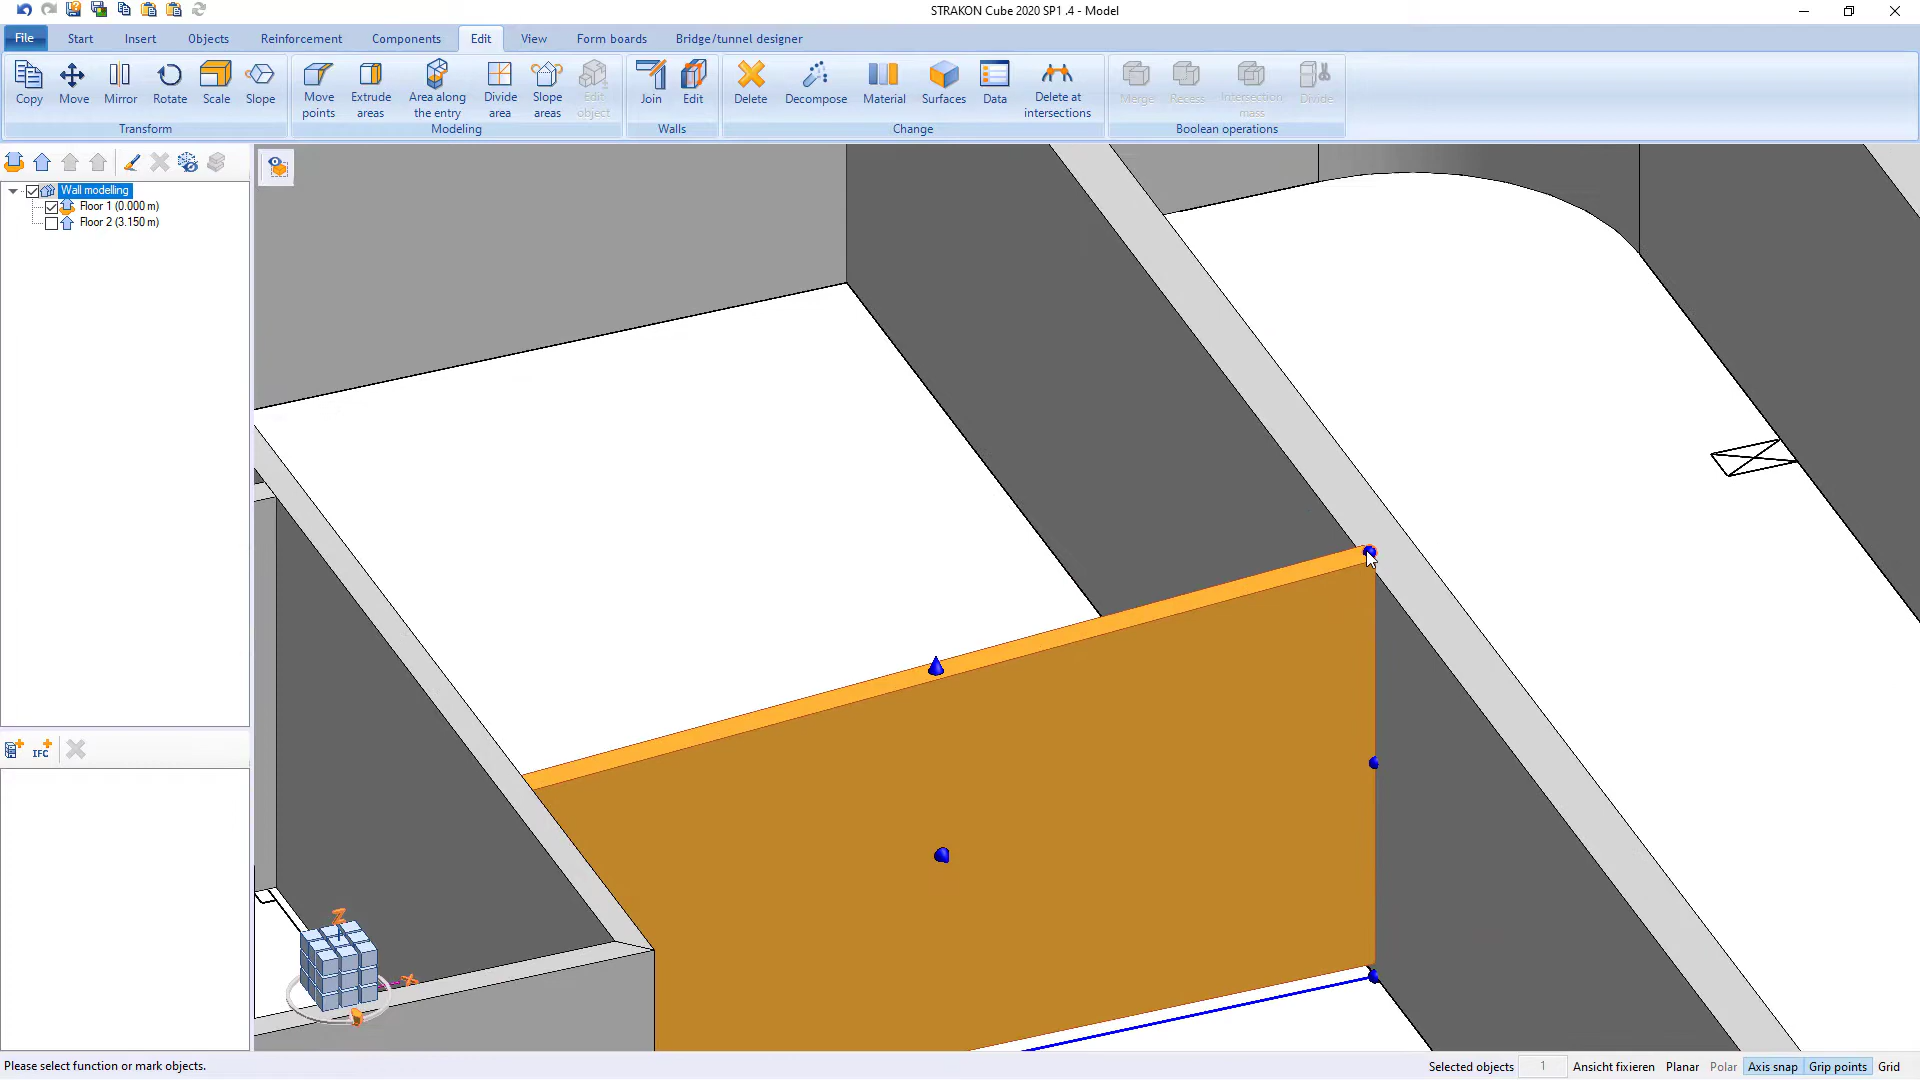 STRAKON Cube 2020 SP1 .4 - Model
File Start Insert Objects Reinforcement Components Edit View Form boards Bridge/tunnel designer
Copy Move Mirror Rotate Scale Slope
Transform
Move points Extrude areas Area along the entry Divide area Slope areas Edit object
Modeling
Join Edit
Walls
Delete Decompose Material Surfaces Data Delete at intersections
Change
Merge Recess Intersection mass Divide
Boolean operations
Wall modelling
Floor 1 (0.000 m)
Floor 2 (3.150 m)
IFC
Z
X
Please select function or mark objects.
Selected objects 1 Ansicht fixieren Planar Polar Axis snap Grip points Grid